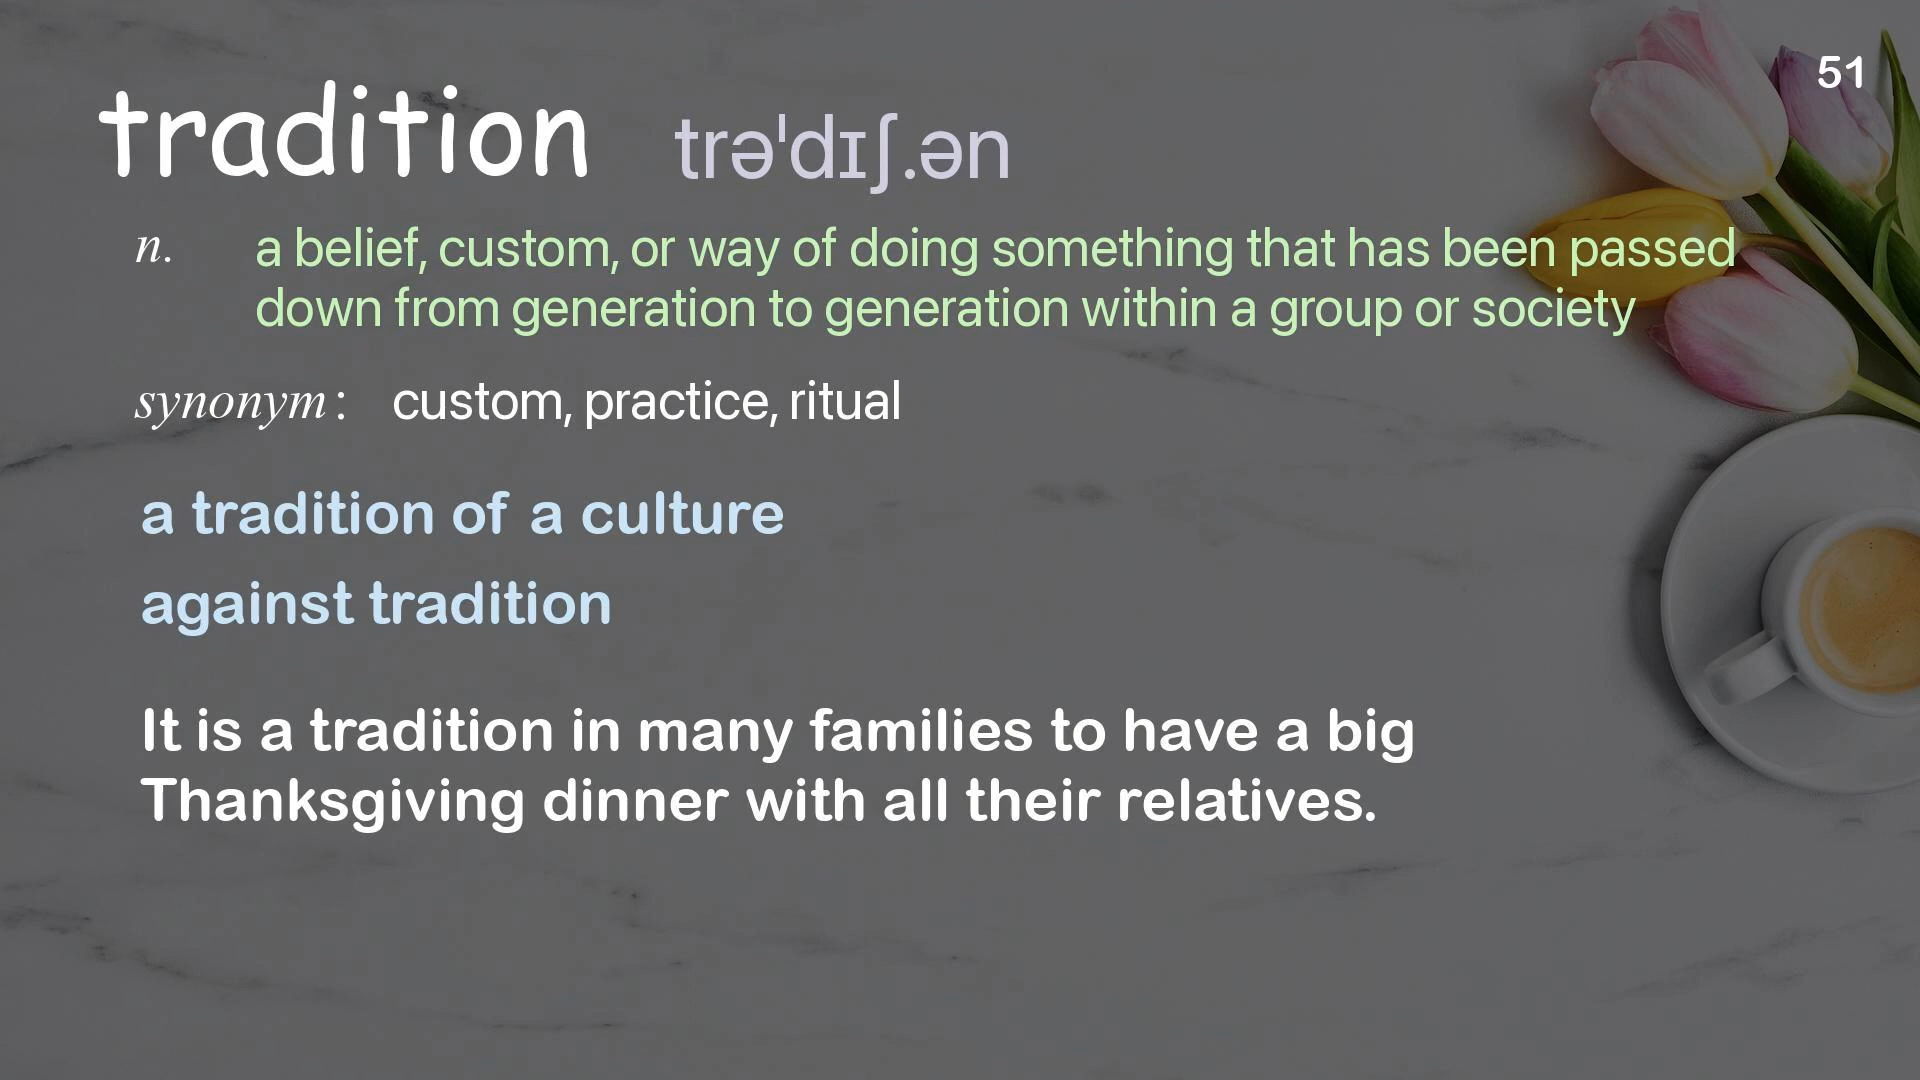 51
tradition trə'dɪʃ.ən
n. a belief, custom, or way of doing something that has been passed
down from generation to generation within a group or society
synonym: custom, practice, ritual
a tradition of a culture
against tradition
It is a tradition in many families to have a big
Thanksgiving dinner with all their relatives.